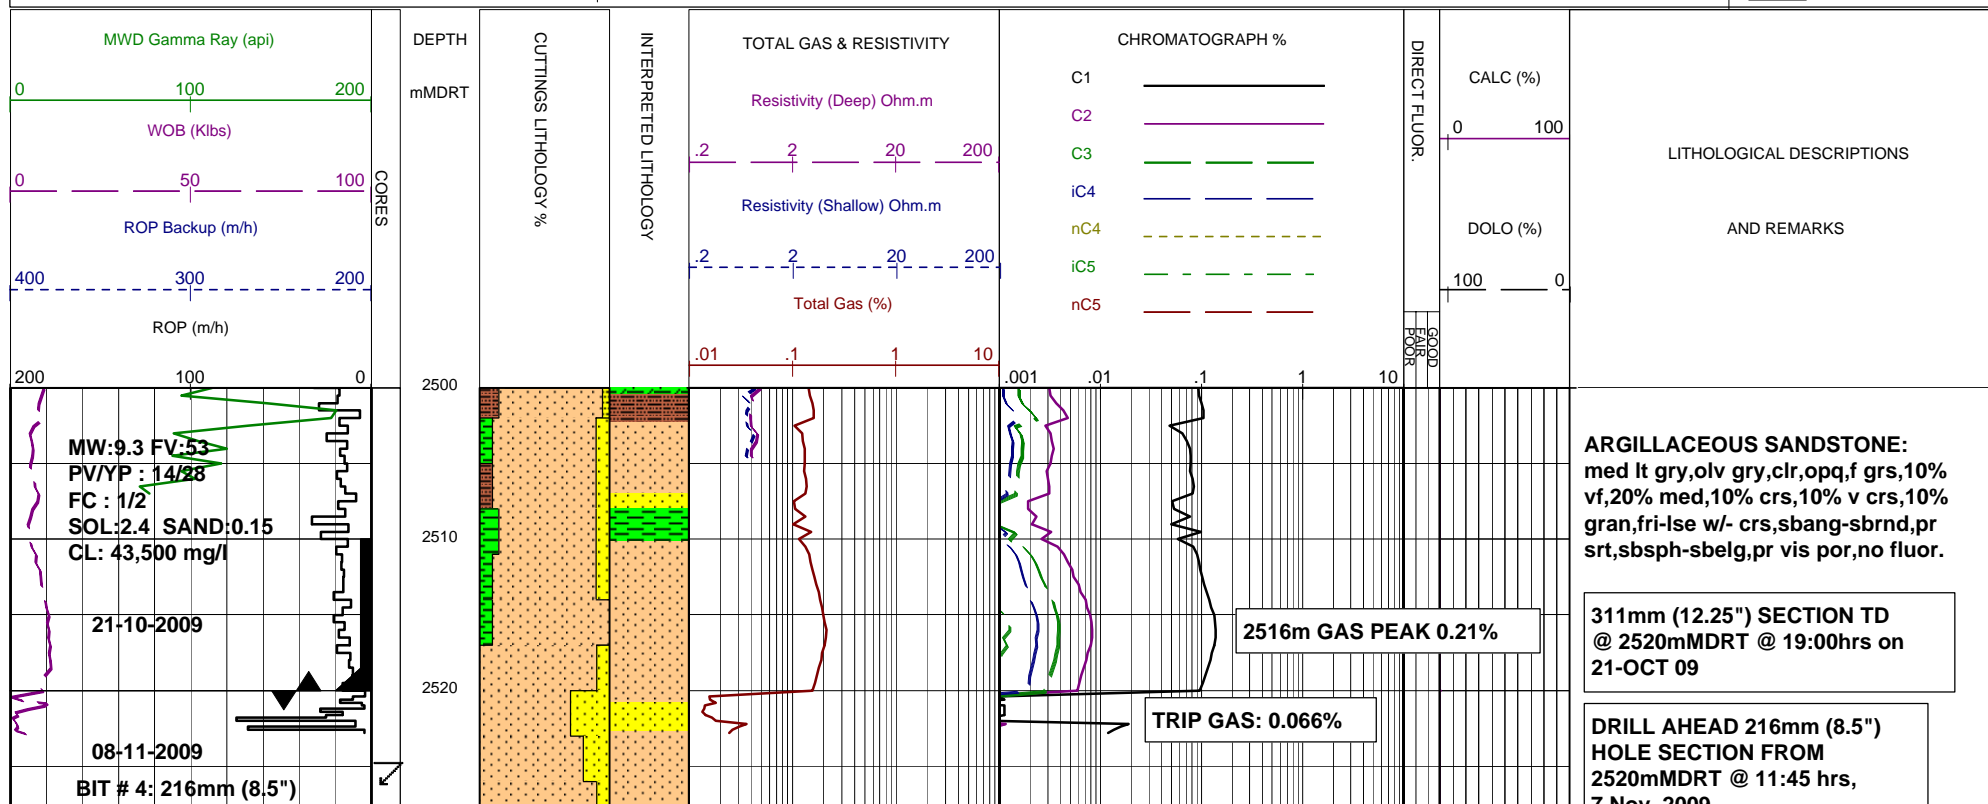 MWD Gamma Ray (api)
0 100 200
WOB (Klbs)
0 50 100
ROP Backup (m/h)
400 300 200
ROP (m/h)
200 100 0
CORES
DEPTH
mMDRT
CUTTINGS LITHOLOGY %
INTERPRETED LITHOLOGY
TOTAL GAS & RESISTIVITY
Resistivity (Deep) Ohm.m
.2 2 20 200
Resistivity (Shallow) Ohm.m
.2 2 20 200
Total Gas (%)
.01 .1 1 10
CHROMATOGRAPH %
C1
C2
C3
iC4
nC4
iC5
nC5
.001 .01 .1 1 10
DIRECT FLUOR.
POOR
FAIR
GOOD
CALC (%)
0 100
DOLO (%)
100 0
LITHOLOGICAL DESCRIPTIONS
AND REMARKS
2500
2510
2520
MW:9.3 FV:53
PV/YP : 14/28
FC : 1/2
SOL:2.4 SAND:0.15
CL: 43,500 mg/l
21-10-2009
08-11-2009
BIT # 4: 216mm (8.5")
2516m GAS PEAK 0.21%
TRIP GAS: 0.066%
ARGILLACEOUS SANDSTONE:
med lt gry,olv gry,clr,opq,f grs,10%
vf,20% med,10% crs,10% v crs,10%
gran,fri-lse w/- crs,sbang-sbrnd,pr
srt,sbsph-sbelg,pr vis por,no fluor.
311mm (12.25") SECTION TD
@ 2520mMDRT @ 19:00hrs on
21-OCT 09
DRILL AHEAD 216mm (8.5")
HOLE SECTION FROM
2520mMDRT @ 11:45 hrs,
7 Nov, 2009